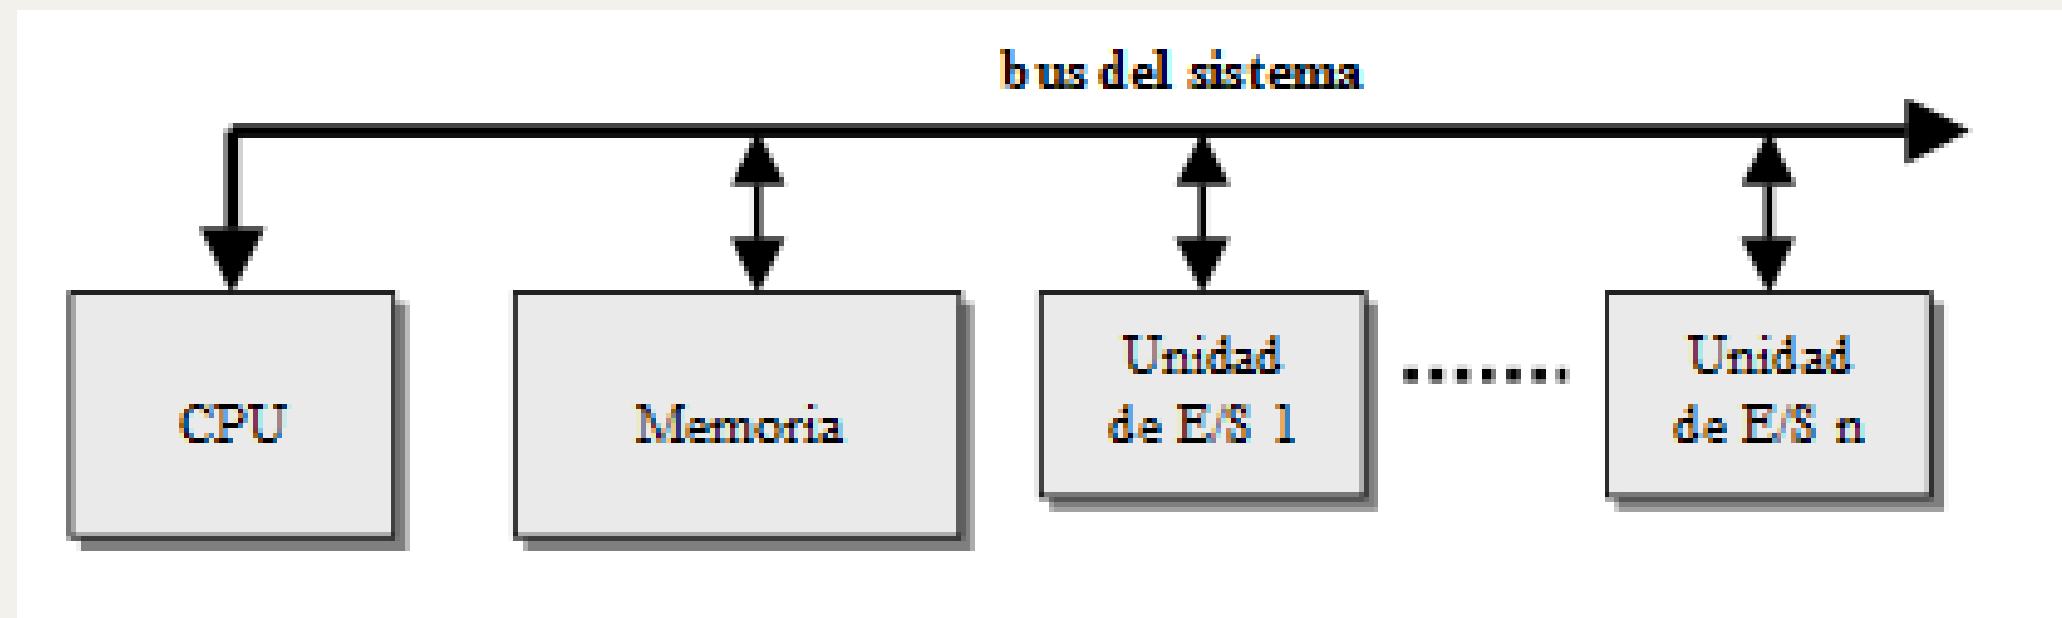 bus del sistema
CPU
Memoria
Unidad
de E/S 1
Unidad
de E/S n